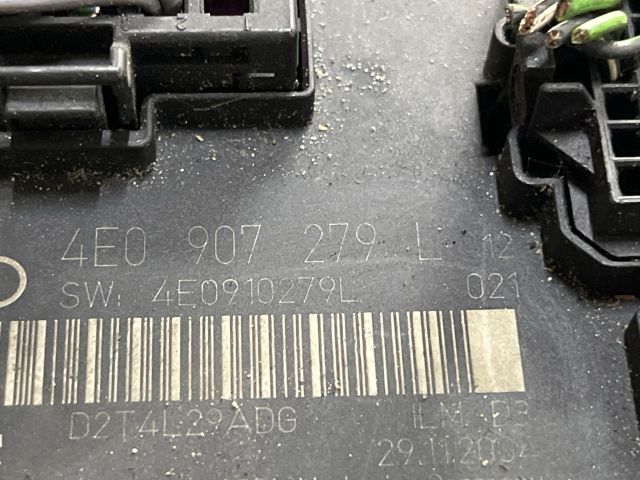 4E0 907 279 L 12
SW: 4E0910279L 021
D2T4L29ADG ILM D3
29.11.2004